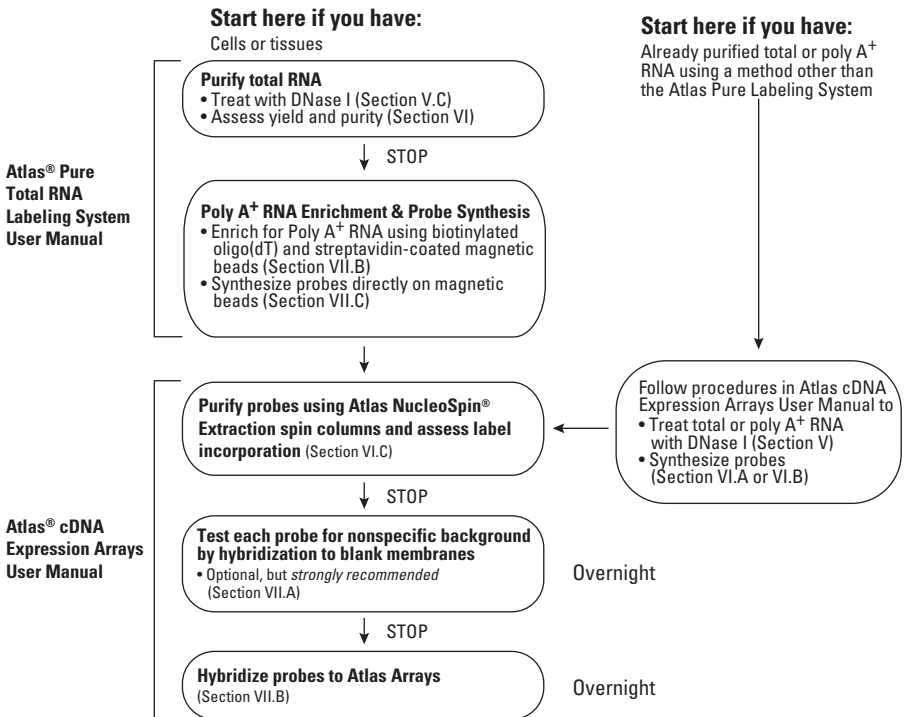 Start here if you have:
Cells or tissues
Start here if you have:
Already purified total or poly A+
RNA using a method other than
the Atlas Pure Labeling System
Atlas® Pure
Total RNA
Labeling System
User Manual
Purify total RNA
• Treat with DNase I (Section V.C)
• Assess yield and purity (Section VI)
STOP
Poly A+ RNA Enrichment & Probe Synthesis
• Enrich for Poly A+ RNA using biotinylated
oligo(dT) and streptavidin-coated magnetic
beads (Section VII.B)
• Synthesize probes directly on magnetic
beads (Section VII.C)
Follow procedures in Atlas cDNA
Expression Arrays User Manual to
• Treat total or poly A+ RNA
with DNase I (Section V)
• Synthesize probes
(Section VI.A or VI.B)
Atlas® cDNA
Expression Arrays
User Manual
Purify probes using Atlas NucleoSpin®
Extraction spin columns and assess label
incorporation (Section VI.C)
STOP
Test each probe for nonspecific background
by hybridization to blank membranes
• Optional, but strongly recommended
(Section VII.A)
Overnight
STOP
Hybridize probes to Atlas Arrays
(Section VII.B)
Overnight